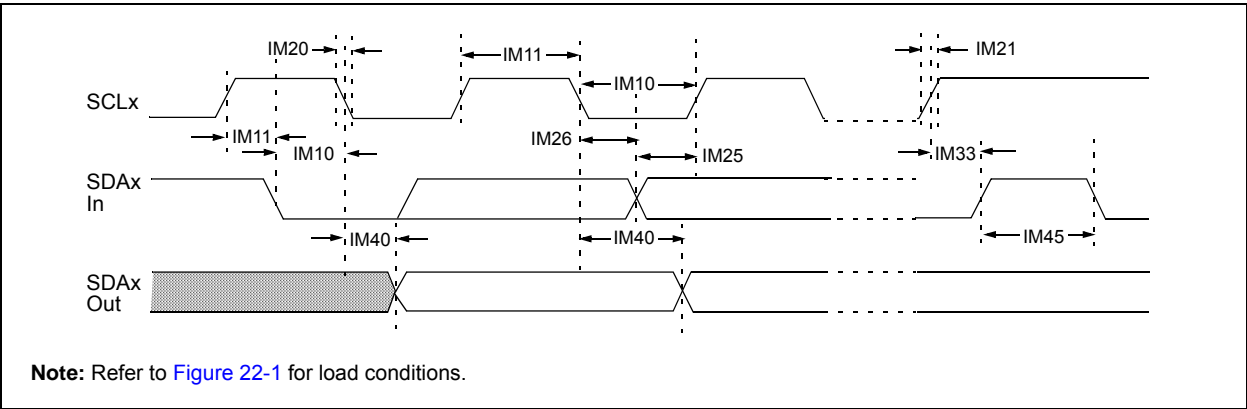 IM20
IM11
IM21
IM10
SCLx
IM11
IM26
IM10
IM25
IM33
SDAx
In
IM40
IM40
IM45
SDAx
Out
Note: Refer to Figure 22-1 for load conditions.